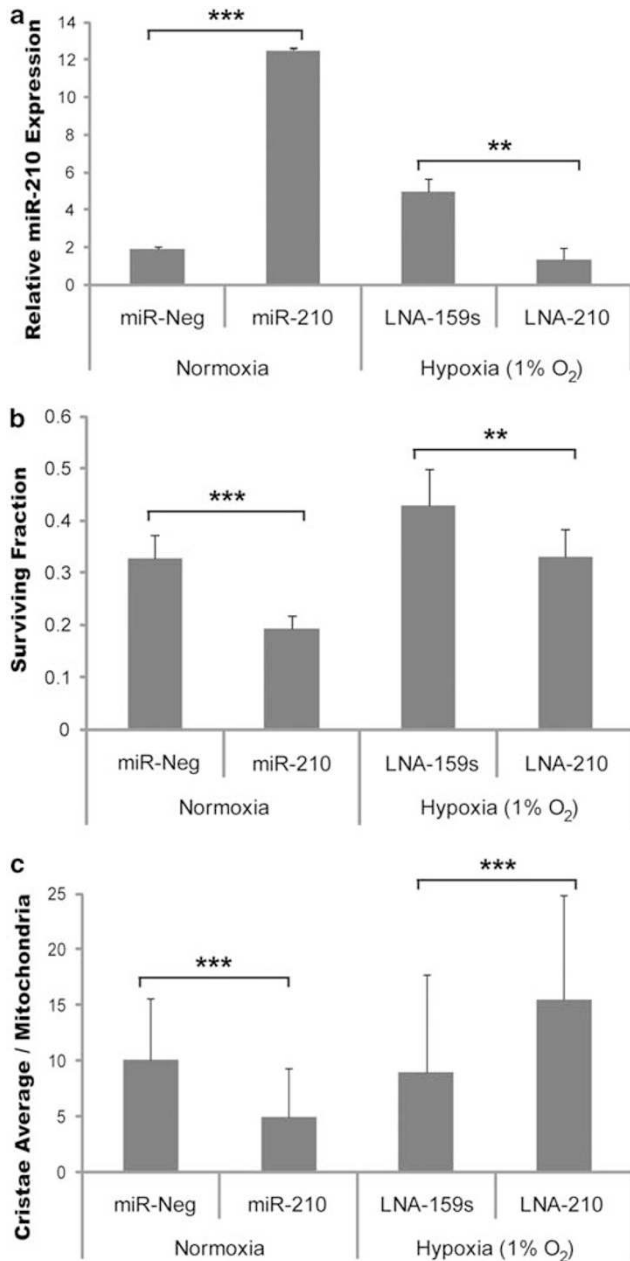 a
Relative miR-210 Expression
14
12
10
8
6
4
2
0
***
**
miR-Neg miR-210 LNA-159s LNA-210
Normoxia Hypoxia (1% O₂)
b
Surviving Fraction
0.6
0.5
0.4
0.3
0.2
0.1
0
***
**
miR-Neg miR-210 LNA-159s LNA-210
Normoxia Hypoxia (1% O₂)
c
Cristae Average / Mitochondria
25
20
15
10
5
0
***
***
miR-Neg miR-210 LNA-159s LNA-210
Normoxia Hypoxia (1% O₂)